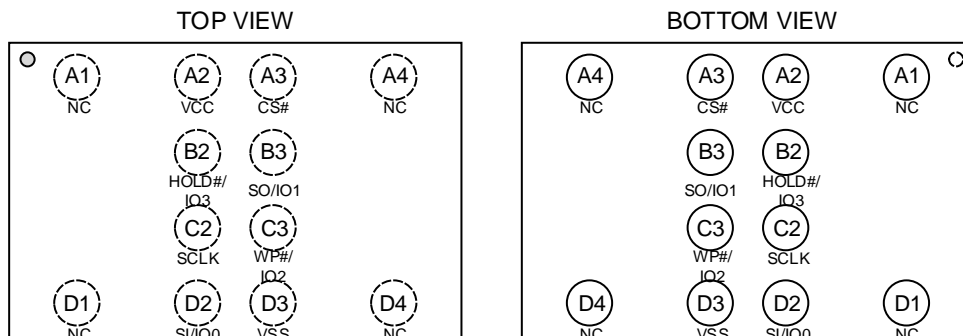 TOP VIEW
A1 A2 A3 A4
NC VCC CS# NC
B2 B3
HOLD#/
IO3
SO/IO1
C2 C3
SCLK WP#/
IO2
D1 D2 D3 D4
NC SI/IO0 VSS NC
BOTTOM VIEW
A4 A3 A2 A1
NC CS# VCC NC
B3 B2
SO/IO1
HOLD#/
IO3
C3 C2
WP#/
IO2
SCLK
D4 D3 D2 D1
NC VSS SI/IO0 NC